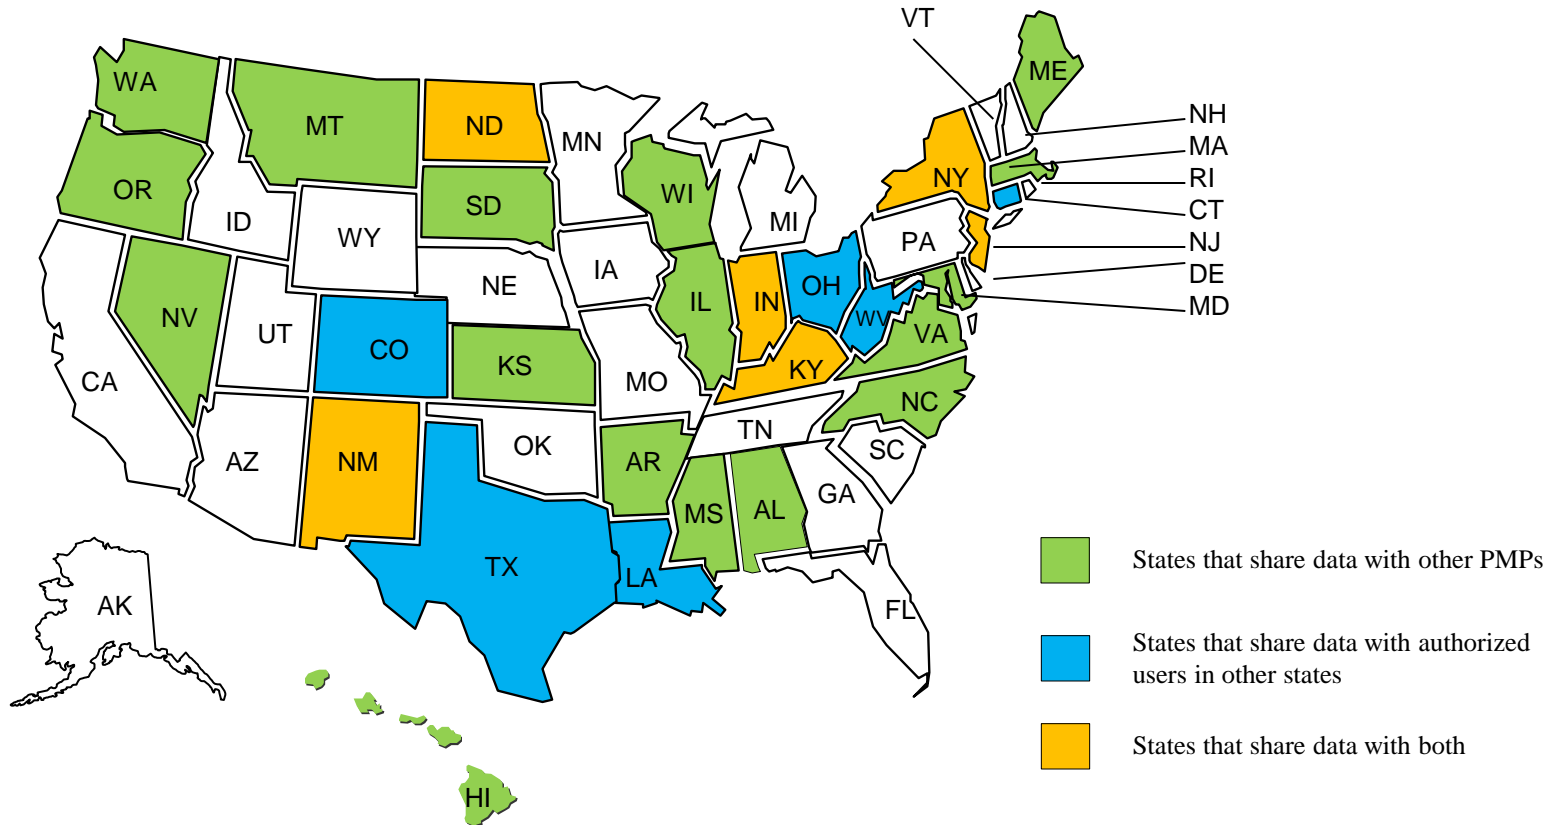 VT
WA
ME
MT
ND
MN
NH
MA
OR
SD
WI
NY
RI
ID
WY
MI
CT
PA
NJ
IA
NE
OH
DE
NV
IL
IN
WV
MD
UT
CO
KS
VA
CA
MO
KY
NC
OK
TN
SC
AZ
NM
AR
GA
MS
AL
TX
LA
States that share data with other PMPs
AK
FL
States that share data with authorized
users in other states
States that share data with both
HI